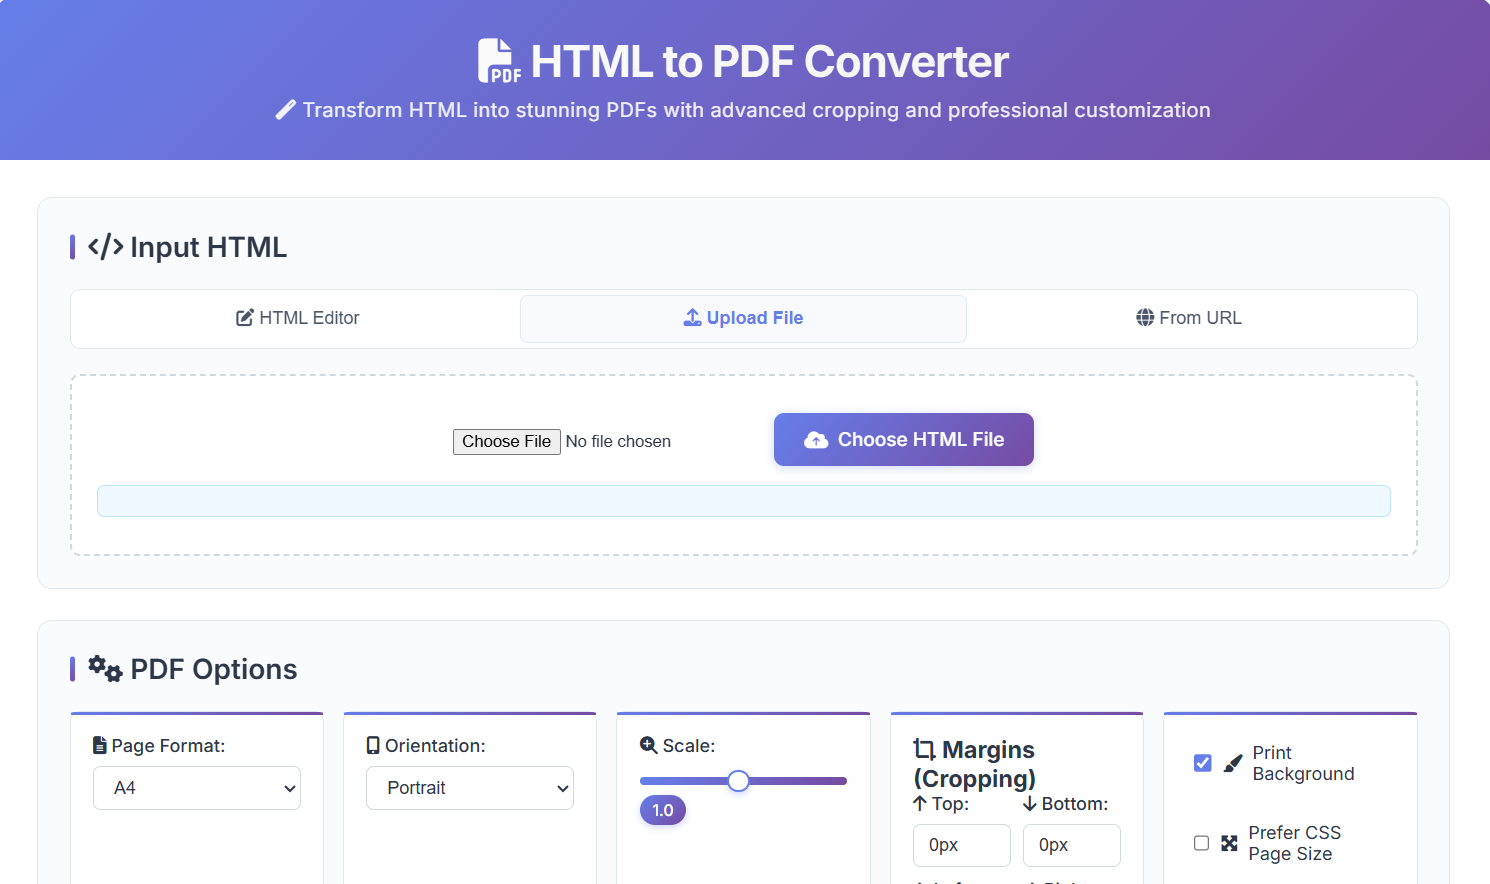 PDF HTML to PDF Converter
Transform HTML into stunning PDFs with advanced cropping and professional customization
</> Input HTML
HTML Editor
Upload File
From URL
Choose File No file chosen
Choose HTML File
PDF Options
Page Format:
A4
Orientation:
Portrait
Scale:
1.0
Margins
(Cropping)
Top:
Bottom:
0px
0px
Print
Background
Prefer CSS
Page Size